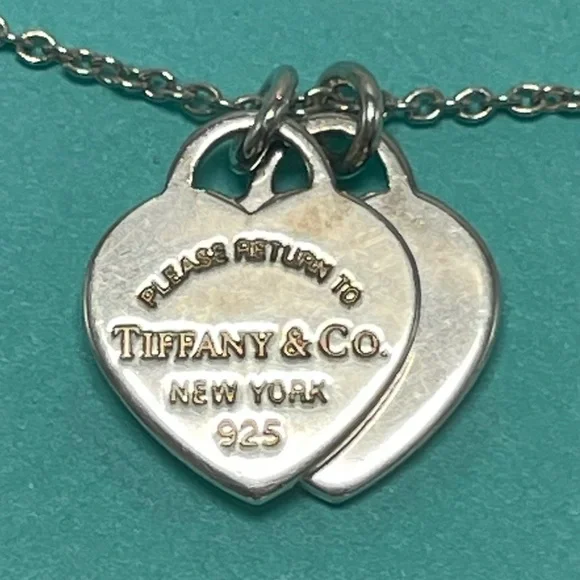 PLEASE RETURN TO
TIFFANY & CO.
NEW YORK
925